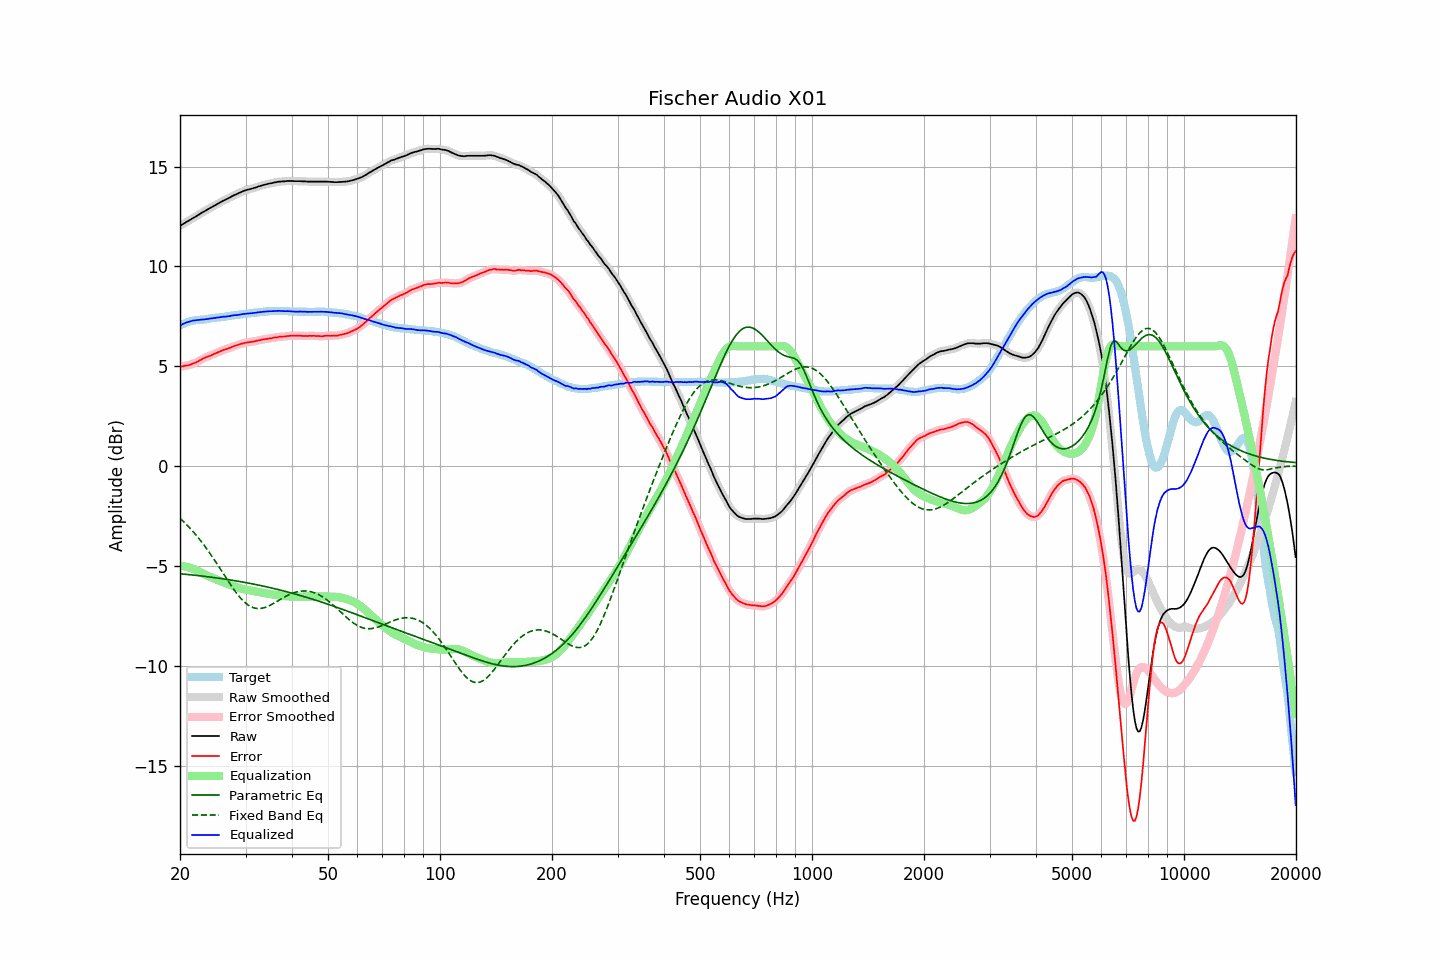 Fischer Audio X01
Amplitude (dBr)
15
10
5
0
−5
−10
−15
Target
Raw Smoothed
Error Smoothed
Raw
Error
Equalization
Parametric Eq
Fixed Band Eq
Equalized
20 50 100 200 500 1000 2000 5000 10000 20000
Frequency (Hz)